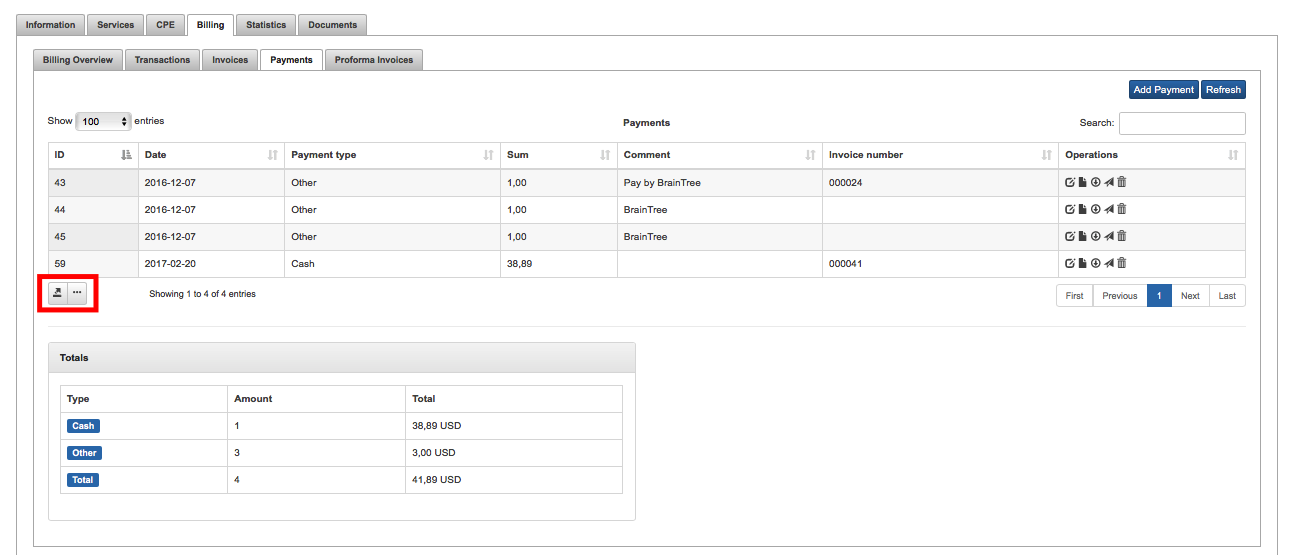 Information Services CPE Billing Statistics Documents
Billing Overview Transactions Invoices Payments Proforma Invoices
Add Payment Refresh
Show 100 entries Payments Search:
ID Date Payment type Sum Comment Invoice number Operations
43 2016-12-07 Other 1,00 Pay by BrainTree 000024
44 2016-12-07 Other 1,00 BrainTree
45 2016-12-07 Other 1,00 BrainTree
59 2017-02-20 Cash 38,89 000041
Showing 1 to 4 of 4 entries First Previous 1 Next Last
Totals
Type Amount Total
Cash 1 38,89 USD
Other 3 3,00 USD
Total 4 41,89 USD